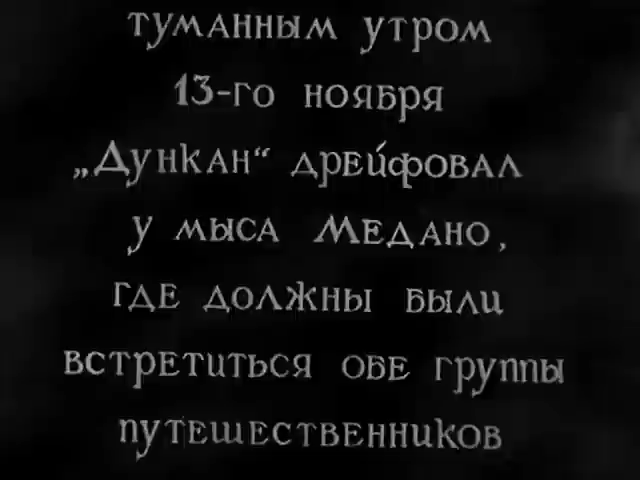 туманным утром
13-го ноября
„Дункан“ дрейфовал
у мыса Медано,
где должны были
встретиться обе группы
путешественников